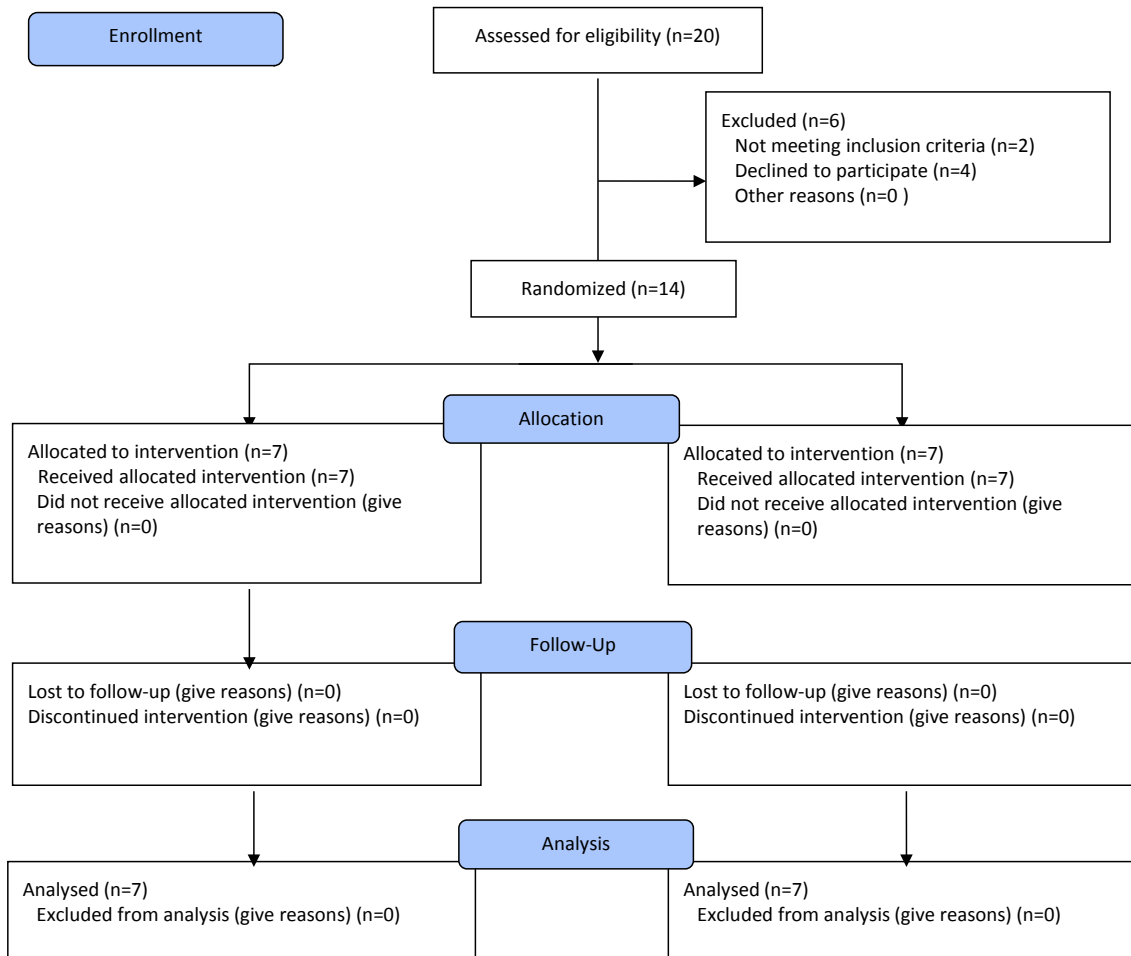 Enrollment
Assessed for eligibility (n=20)
Excluded (n=6)
Not meeting inclusion criteria (n=2)
Declined to participate (n=4)
Other reasons (n=0 )
Randomized (n=14)
Allocation
Allocated to intervention (n=7)
Received allocated intervention (n=7)
Did not receive allocated intervention (give
reasons) (n=0)
Allocated to intervention (n=7)
Received allocated intervention (n=7)
Did not receive allocated intervention (give
reasons) (n=0)
Follow-Up
Lost to follow-up (give reasons) (n=0)
Discontinued intervention (give reasons) (n=0)
Lost to follow-up (give reasons) (n=0)
Discontinued intervention (give reasons) (n=0)
Analysis
Analysed (n=7)
Excluded from analysis (give reasons) (n=0)
Analysed (n=7)
Excluded from analysis (give reasons) (n=0)